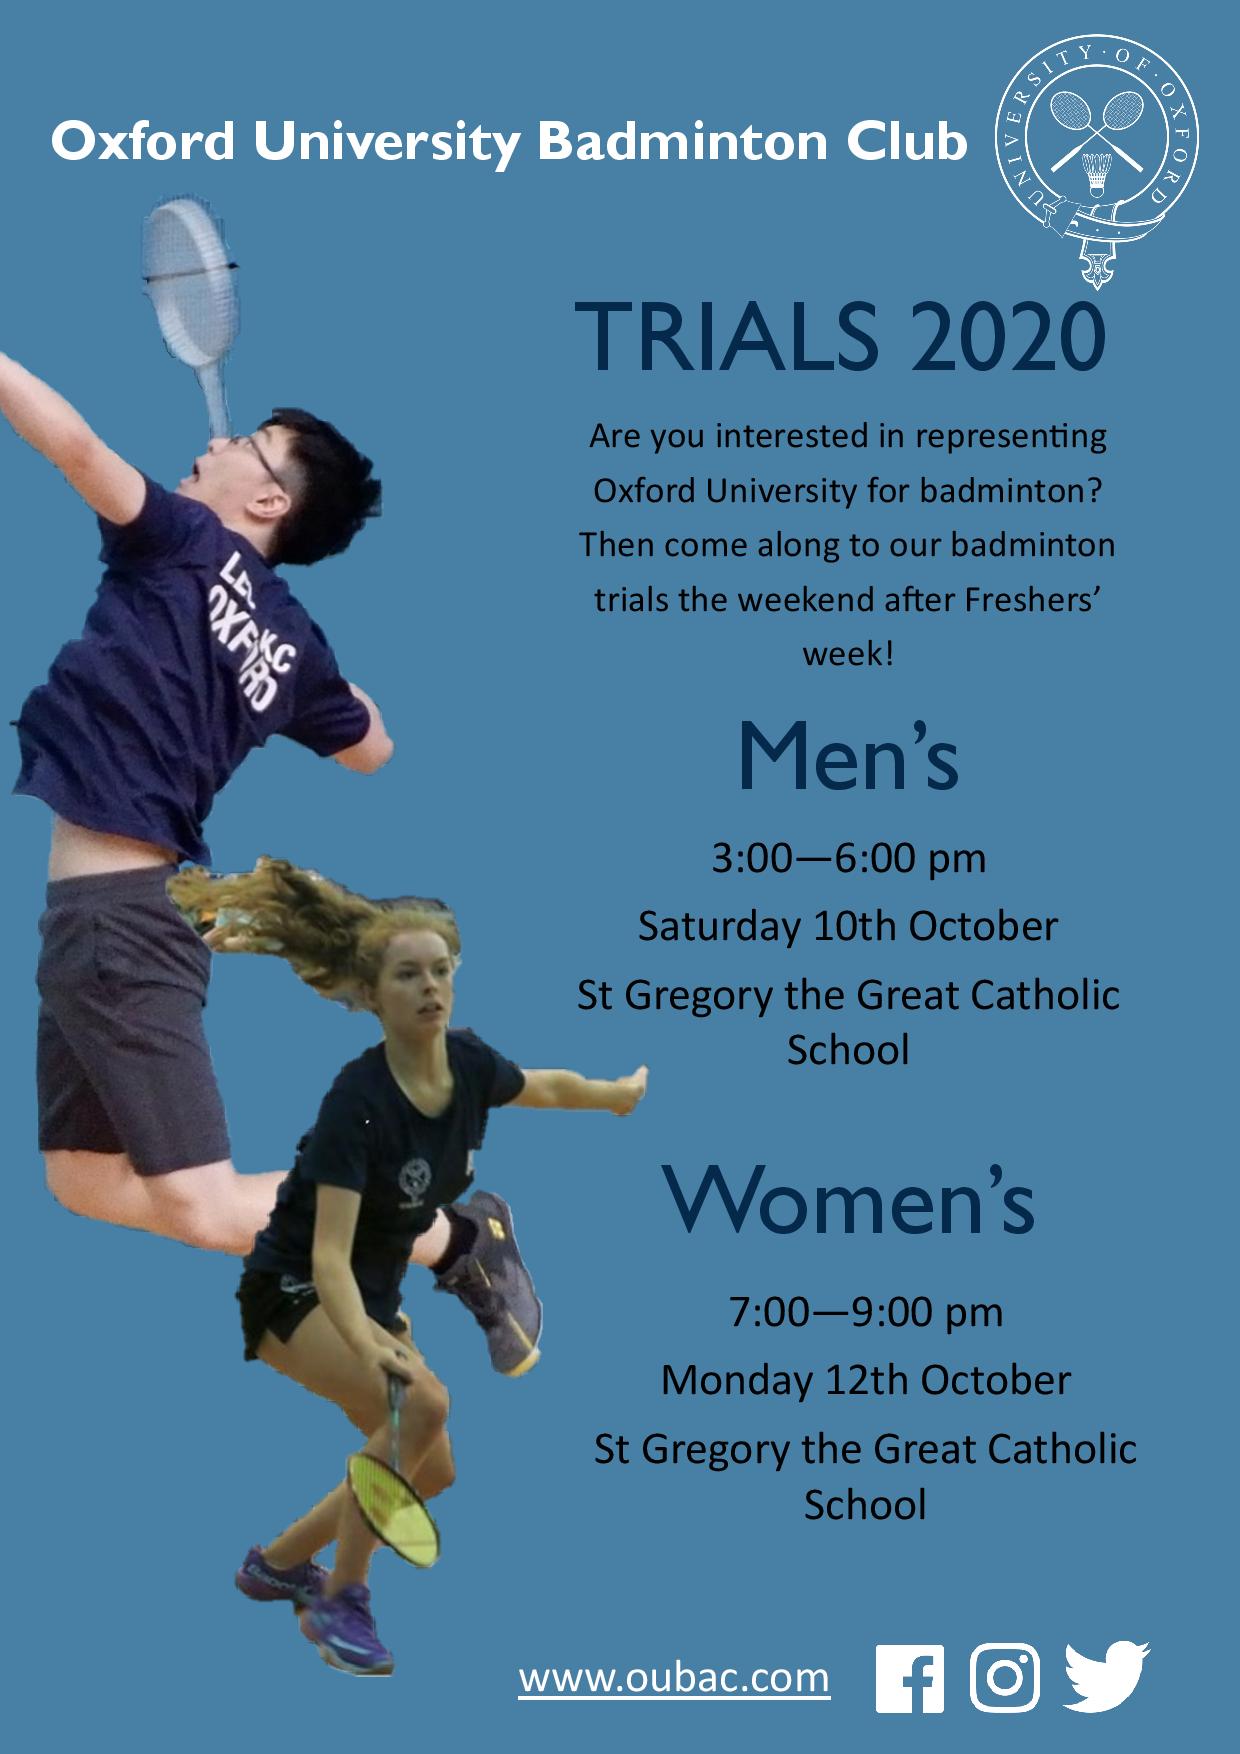 Oxford University Badminton Club
UNIVERSITY · OF · OXFORD
TRIALS 2020
Are you interested in representing
Oxford University for badminton?
Then come along to our badminton
trials the weekend after Freshers’
week!
OXFORD
Men’s
3:00—6:00 pm
Saturday 10th October
St Gregory the Great Catholic
School
Women’s
7:00—9:00 pm
Monday 12th October
St Gregory the Great Catholic
School
www.oubac.com